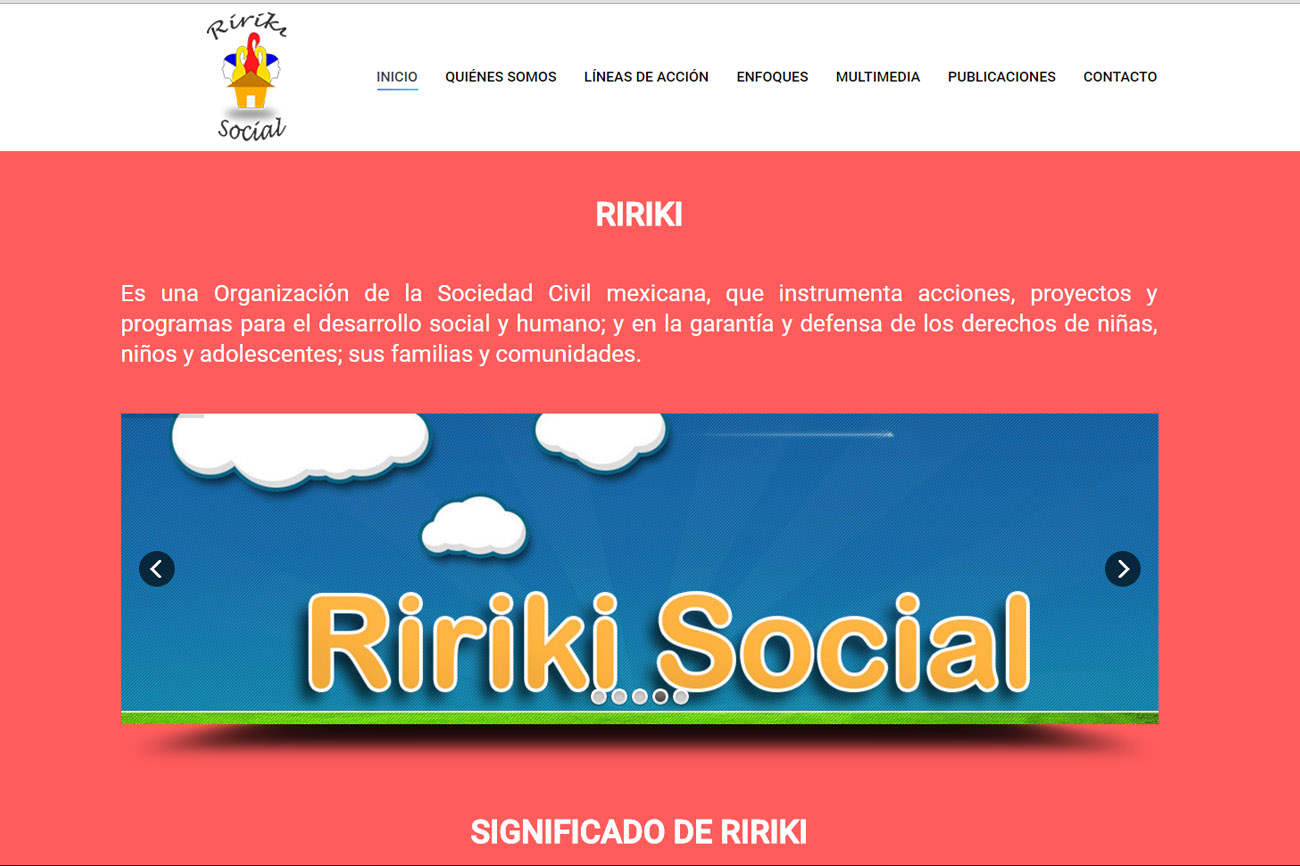 Ririki
Social
INICIO QUIÉNES SOMOS LÍNEAS DE ACCIÓN ENFOQUES MULTIMEDIA PUBLICACIONES CONTACTO
RIRIKI
Es una Organización de la Sociedad Civil mexicana, que instrumenta acciones, proyectos y
programas para el desarrollo social y humano; y en la garantía y defensa de los derechos de niñas,
niños y adolescentes; sus familias y comunidades.
Ririki Social
SIGNIFICADO DE RIRIKI